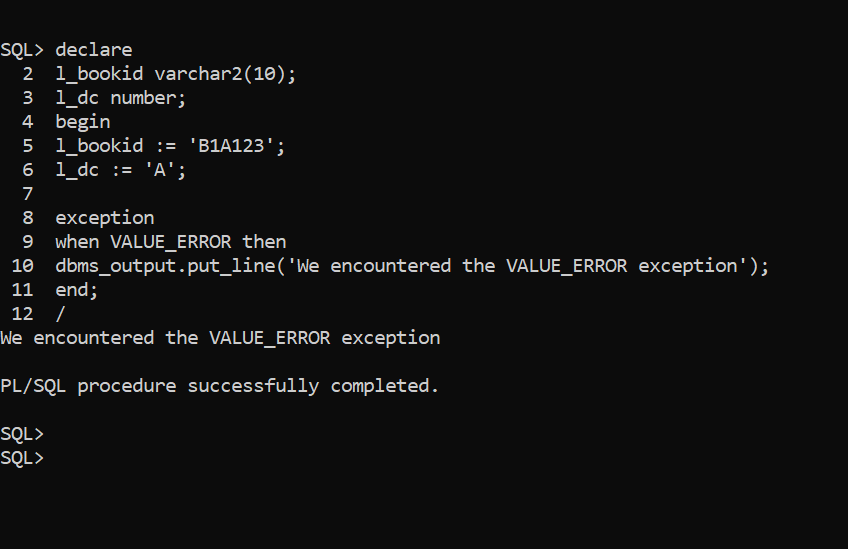 SQL> declare
  2  l_bookid varchar2(10);
  3  l_dc number;
  4  begin
  5  l_bookid := 'B1A123';
  6  l_dc := 'A';
  7
  8  exception
  9  when VALUE_ERROR then
 10  dbms_output.put_line('We encountered the VALUE_ERROR exception');
 11  end;
 12  /
We encountered the VALUE_ERROR exception

PL/SQL procedure successfully completed.

SQL>
SQL>